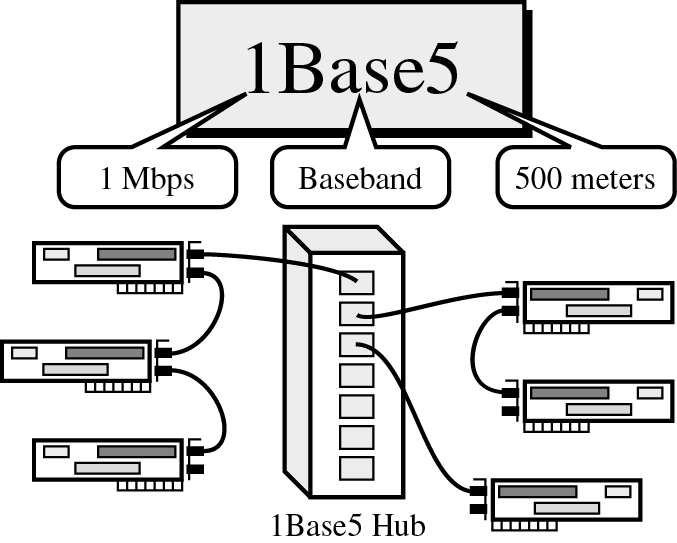 1Base5
1 Mbps
Baseband
500 meters
1Base5 Hub